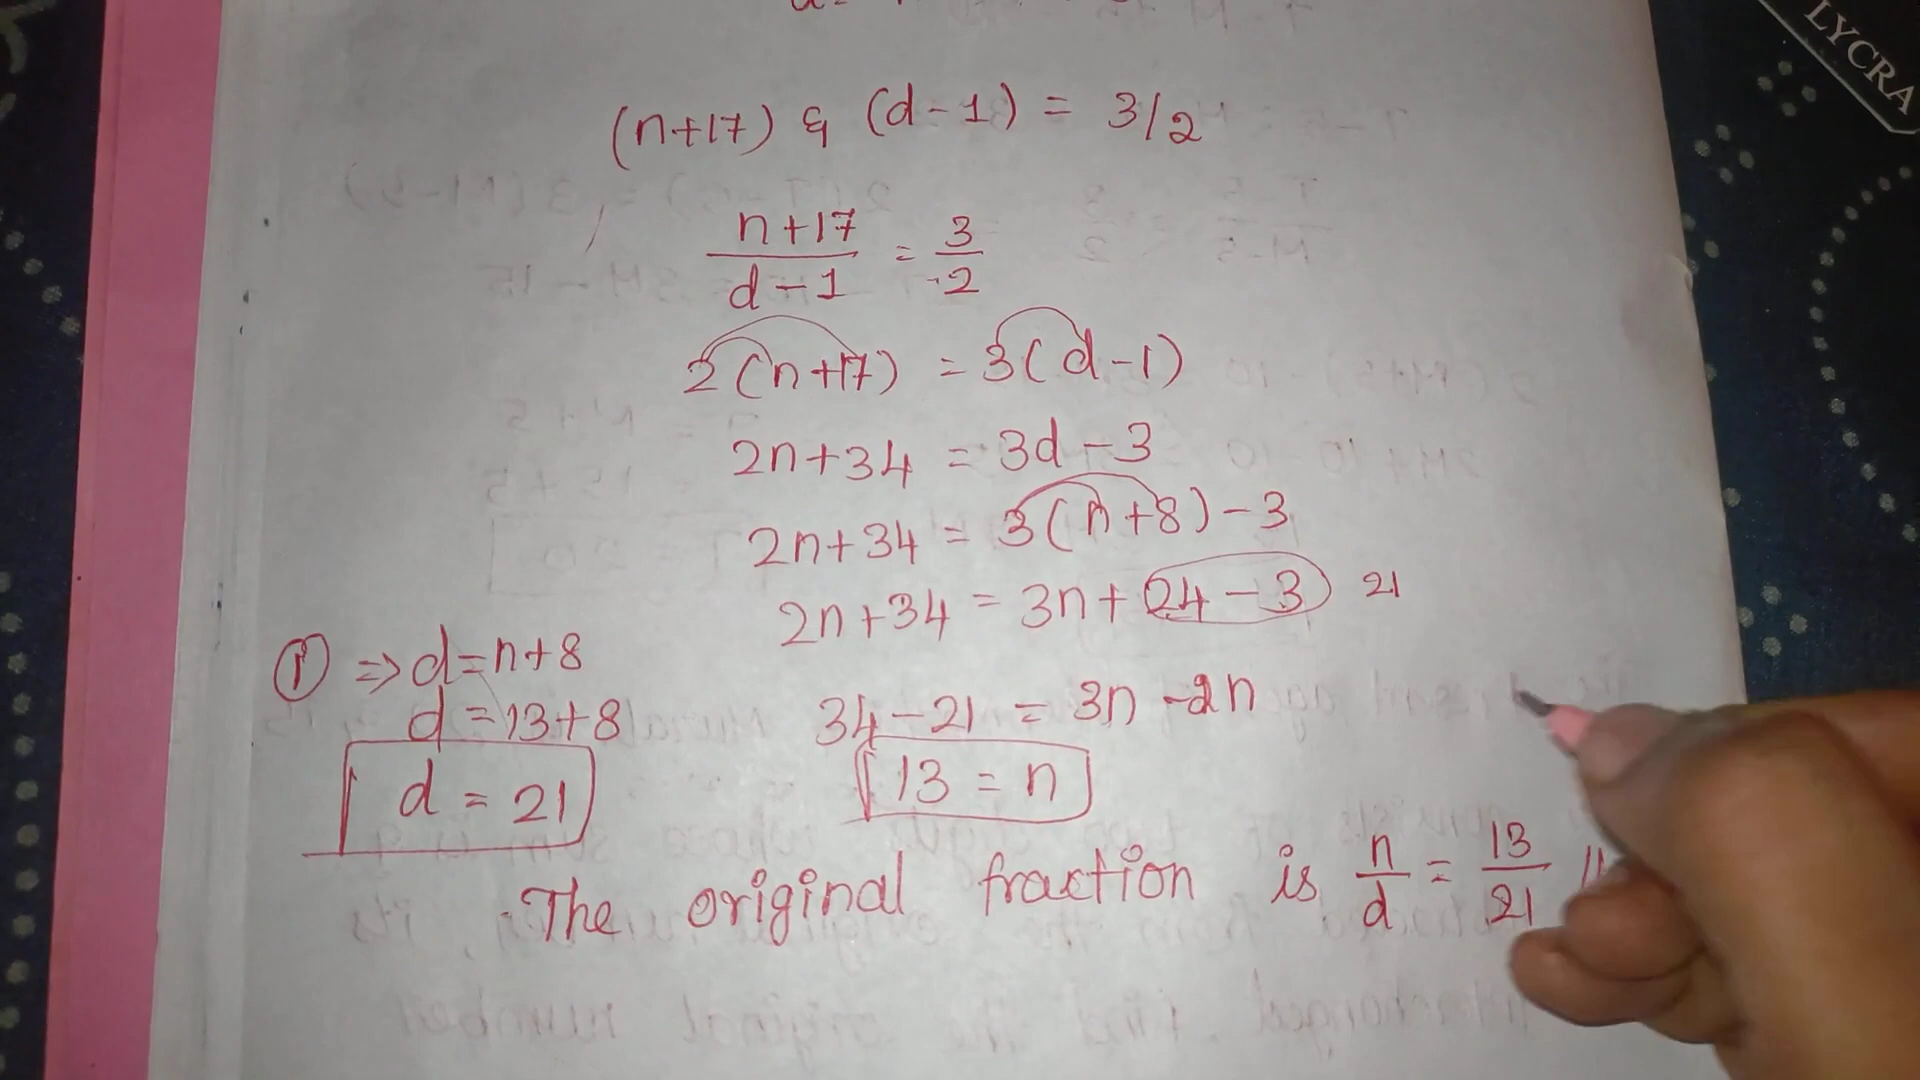 LYCRA
(n+17) & (d-1) = 3/2
n+17/d-1 = 3/2
2(n+17) = 3(d-1)
2n+34 = 3d-3
2n+34 = 3(n+8)-3
2n+34 = 3n+24-3 21
① => d=n+8
d=13+8
d = 21
34-21 = 3n-2n
13 = n
The original fraction is n/d = 13/21 //